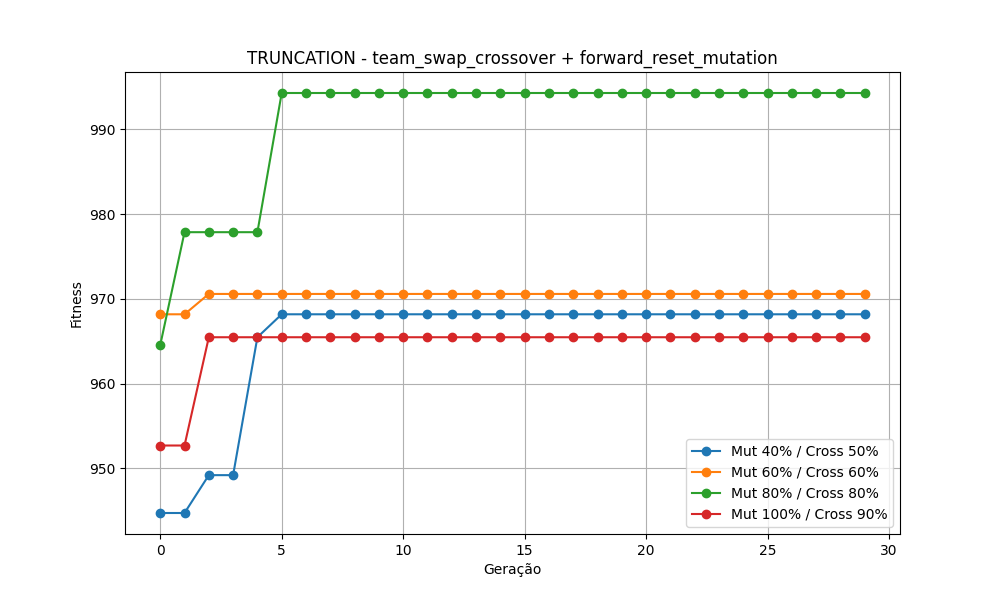 TRUNCATION - team_swap_crossover + forward_reset_mutation
Fitness
990
980
970
960
950
0 5 10 15 20 25 30
Geração
Mut 40% / Cross 50%
Mut 60% / Cross 60%
Mut 80% / Cross 80%
Mut 100% / Cross 90%